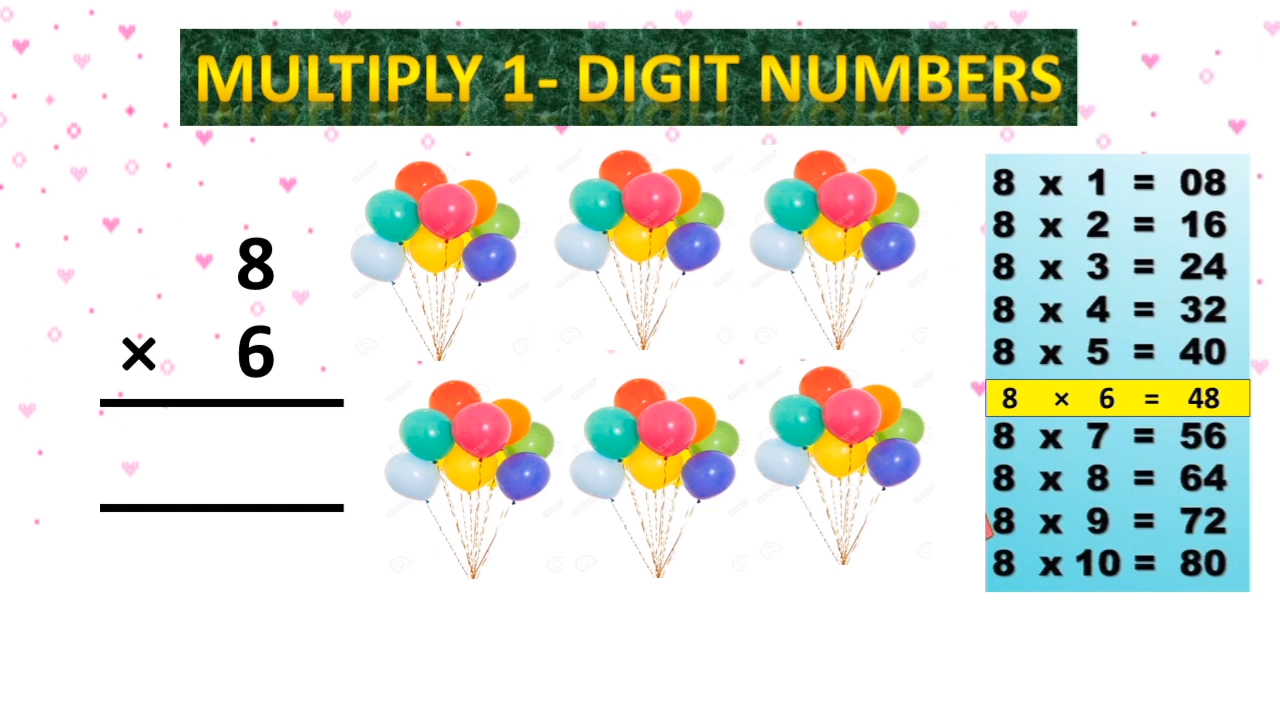 MULTIPLY 1- DIGIT NUMBERS
8
× 6
8 x 1 = 08
8 x 2 = 16
8 x 3 = 24
8 x 4 = 32
8 x 5 = 40
8 × 6 = 48
8 x 7 = 56
8 x 8 = 64
8 x 9 = 72
8 x 10 = 80